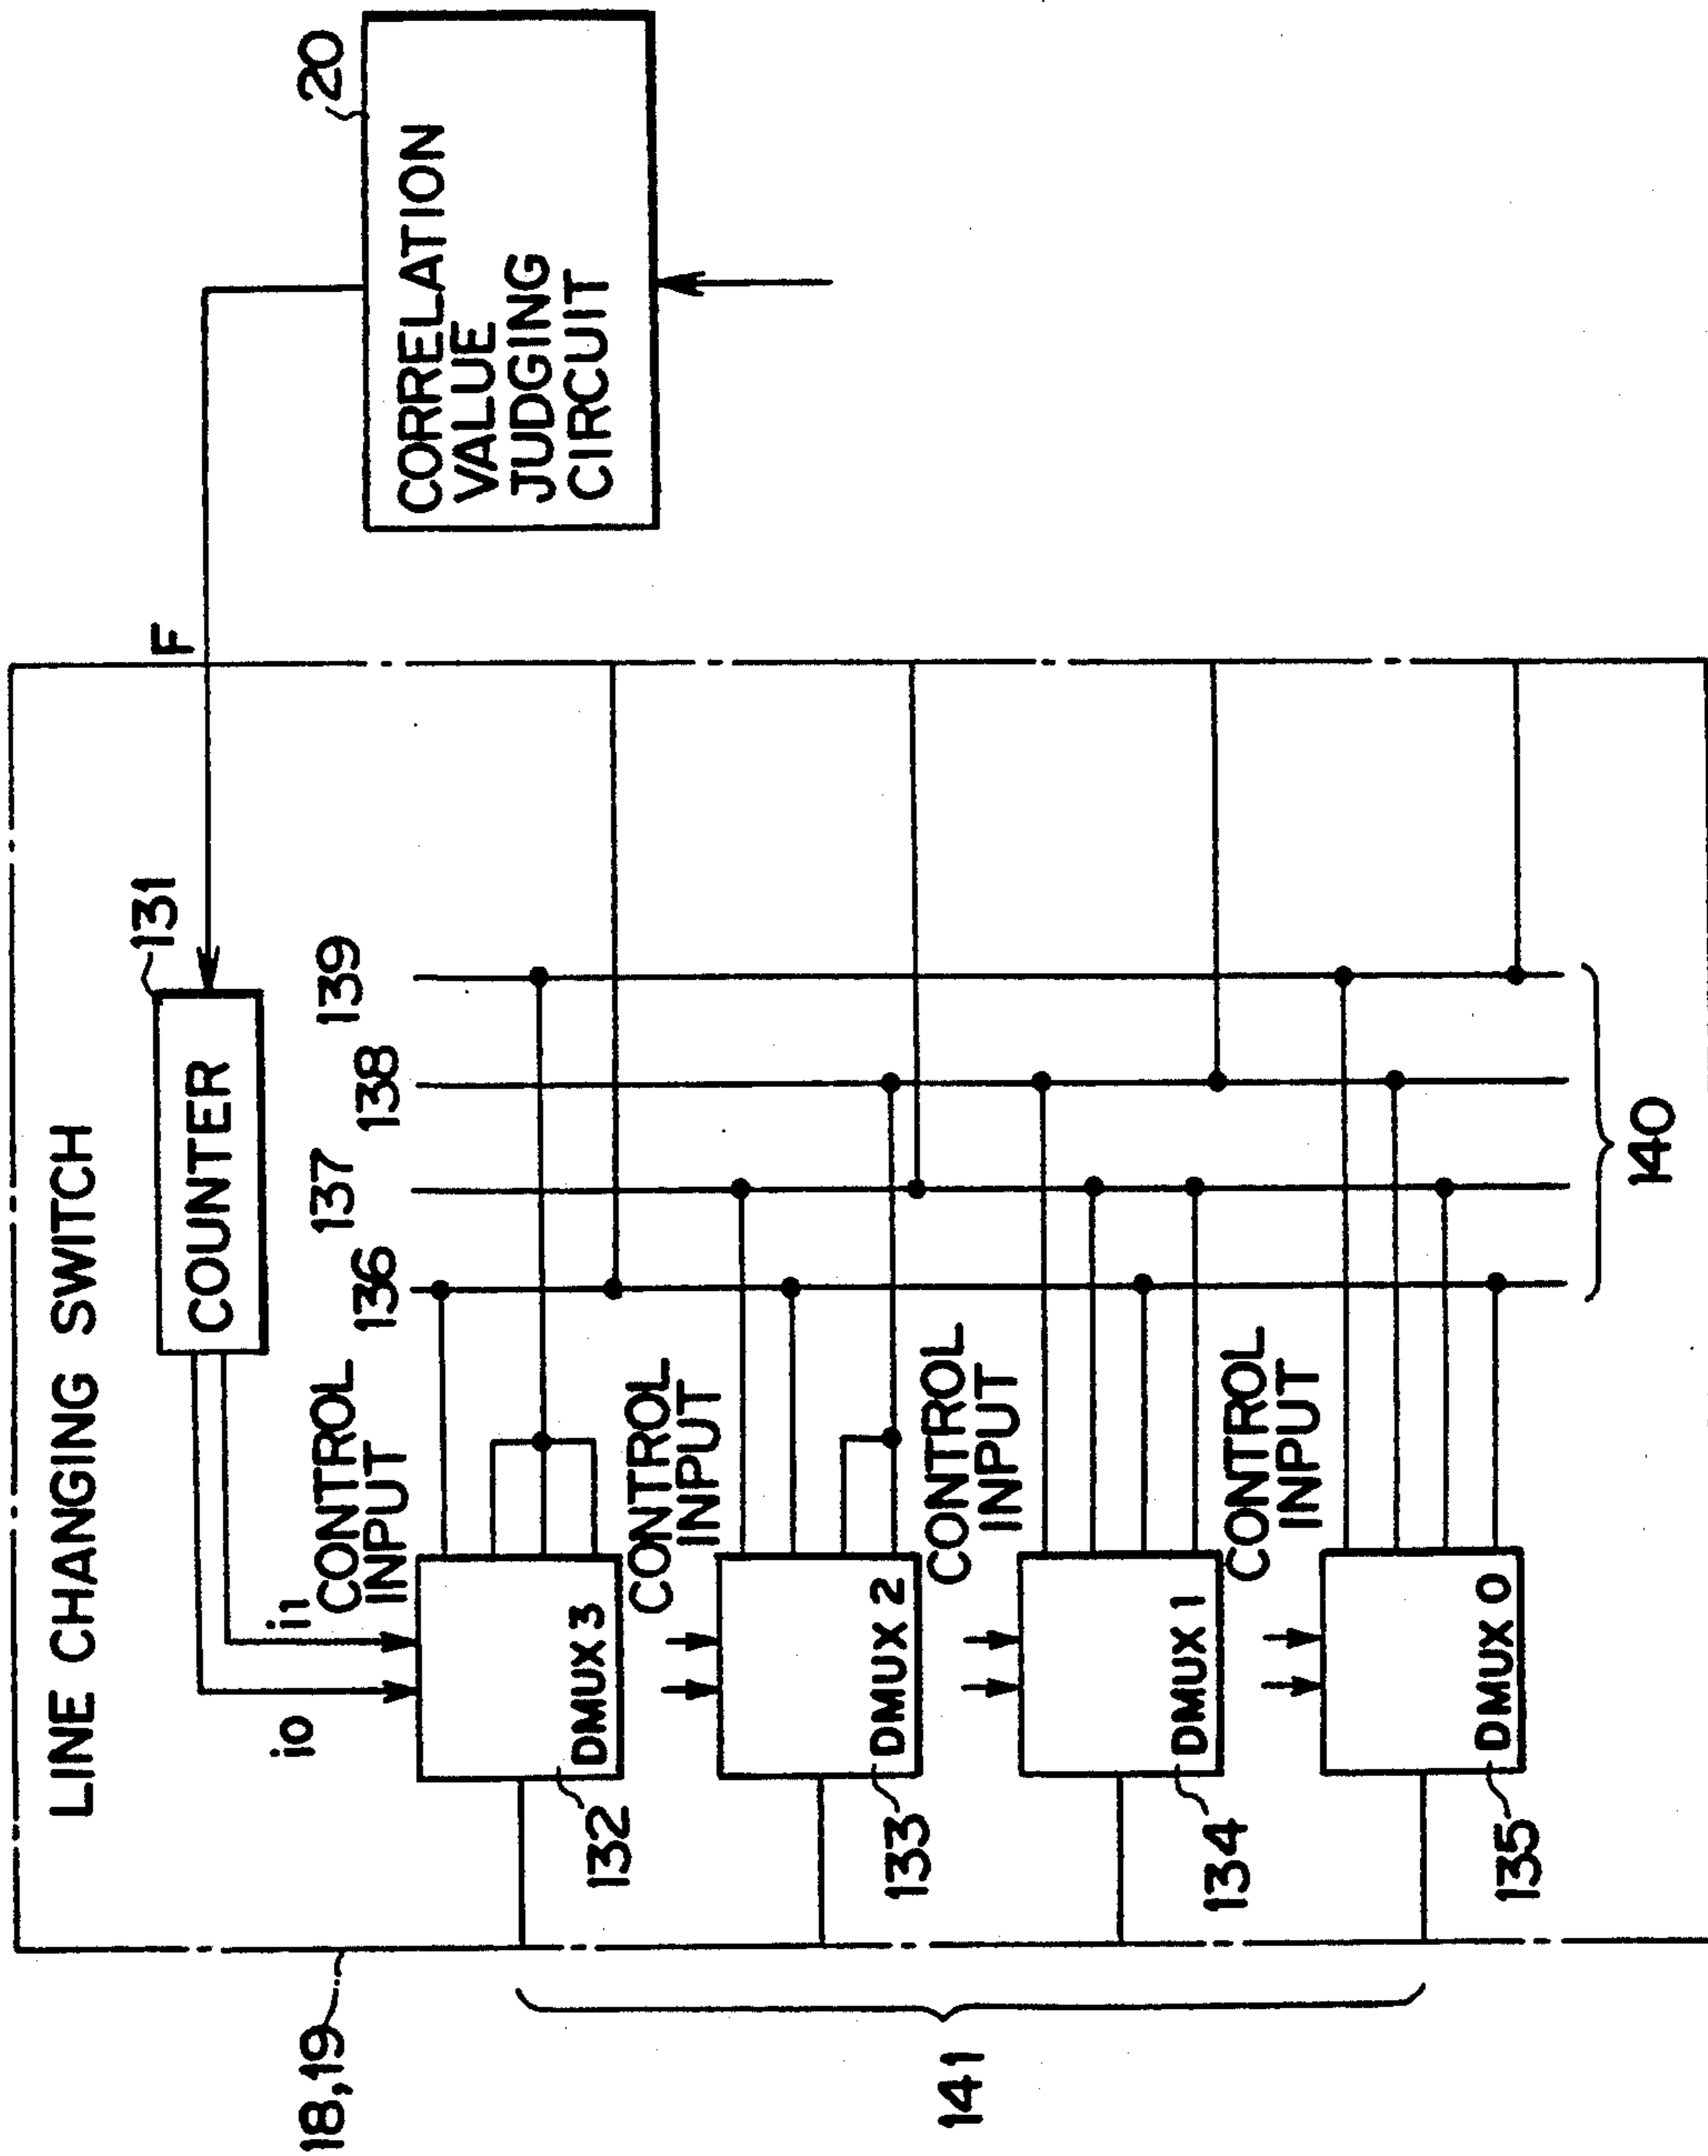 LINE CHANGING SWITCH
F
131
COUNTER
20
CORRELATION
VALUE
JUDGING
CIRCUIT
136
137
138
139
i0
i1
CONTROL
INPUT
DMUX 3
132
CONTROL
INPUT
DMUX 2
133
CONTROL
INPUT
DMUX 1
134
CONTROL
INPUT
DMUX 0
135
140
18,19
141